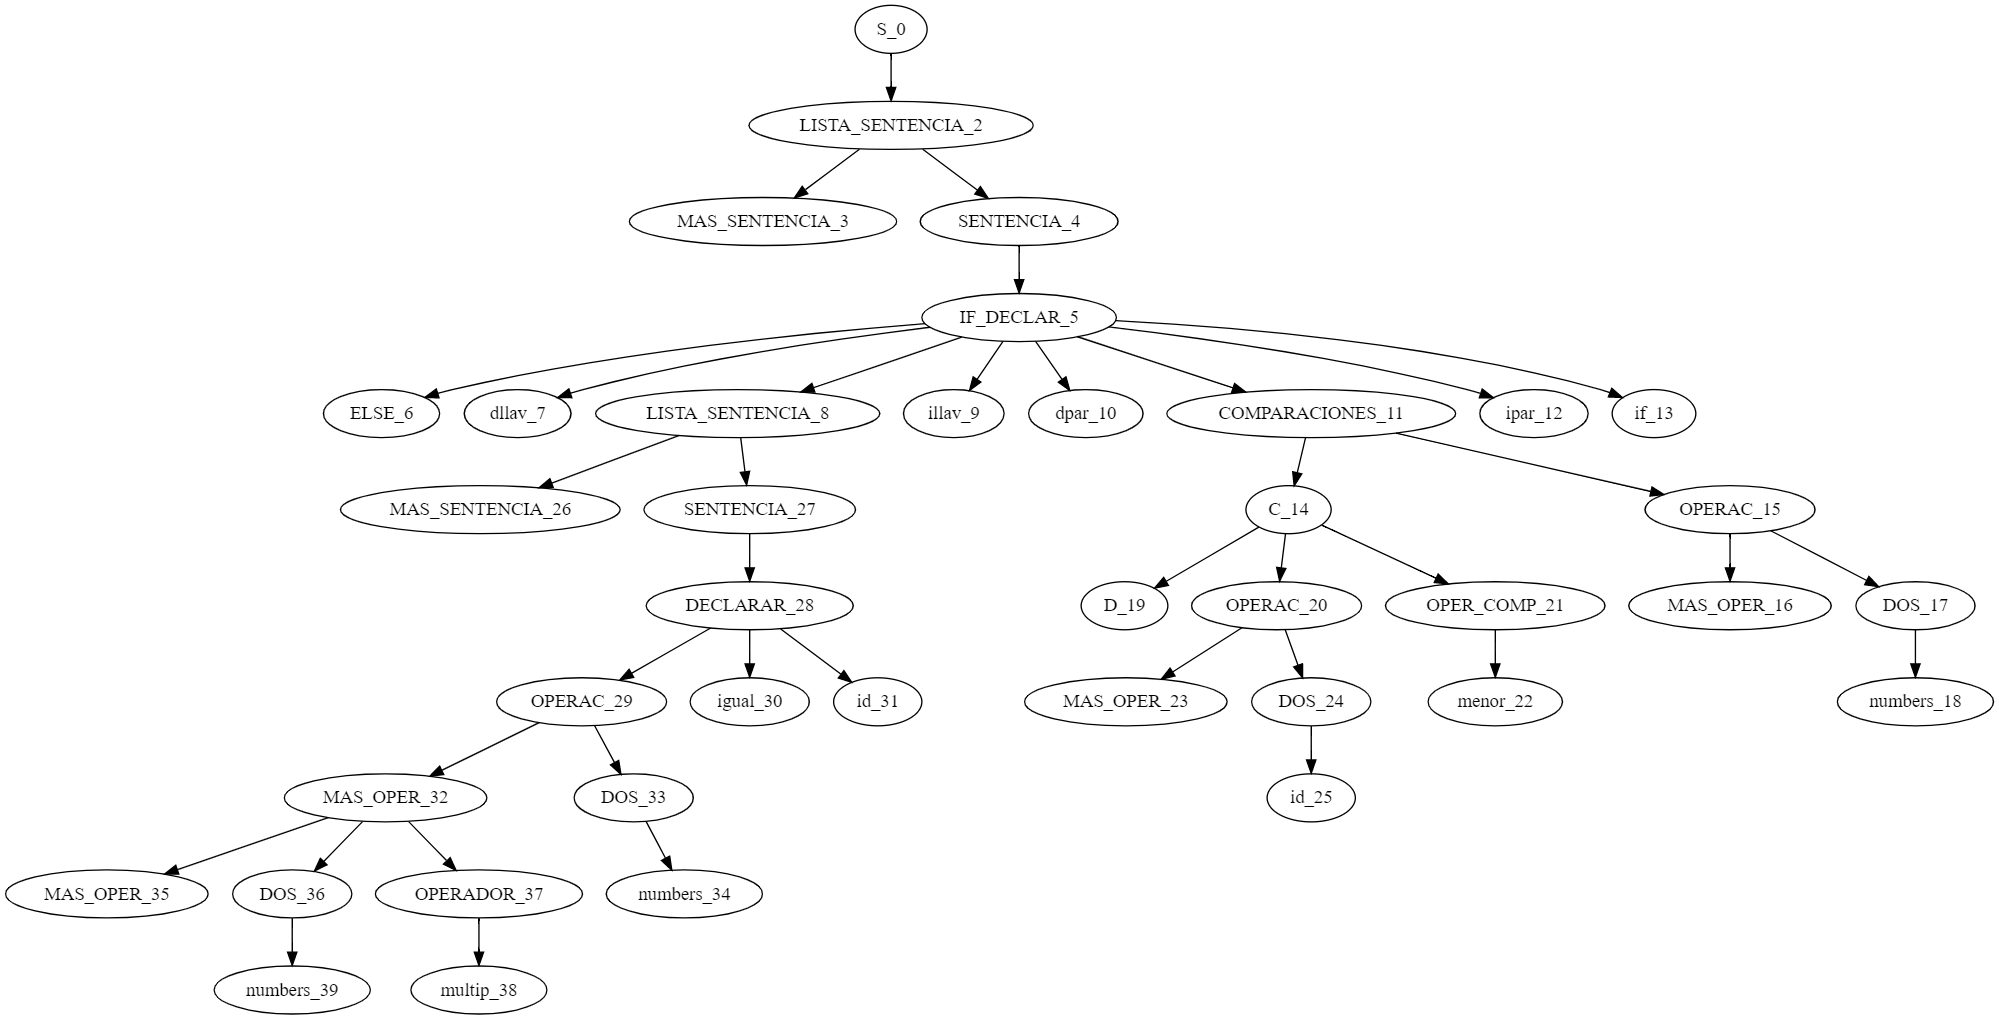 S_0
LISTA_SENTENCIA_2
MAS_SENTENCIA_3
SENTENCIA_4
IF_DECLAR_5
ELSE_6
dllav_7
LISTA_SENTENCIA_8
illav_9
dpar_10
COMPARACIONES_11
ipar_12
if_13
MAS_SENTENCIA_26
SENTENCIA_27
C_14
OPERAC_15
DECLARAR_28
D_19
OPERAC_20
OPER_COMP_21
MAS_OPER_16
DOS_17
OPERAC_29
igual_30
id_31
MAS_OPER_23
DOS_24
menor_22
numbers_18
MAS_OPER_32
DOS_33
id_25
MAS_OPER_35
DOS_36
OPERADOR_37
numbers_34
numbers_39
multip_38